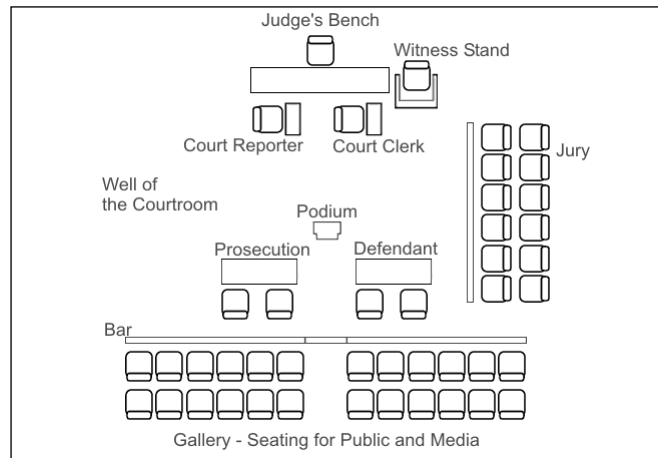 Judge's Bench
Witness Stand
Court Reporter
Court Clerk
Jury
Well of
the Courtroom
Podium
Prosecution
Defendant
Bar
Gallery - Seating for Public and Media